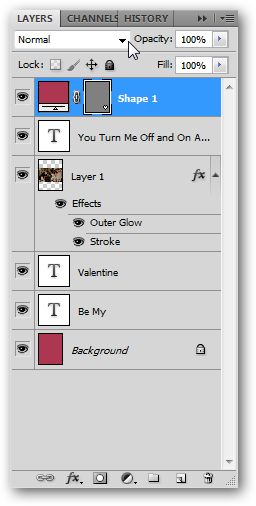 LAYERS CHANNELS HISTORY
Normal Opacity: 100%
Lock: Fill: 100%
Shape 1
T You Turn Me Off and On A...
Layer 1 fx
Effects
Outer Glow
Stroke
T Valentine
T Be My
Background
fx